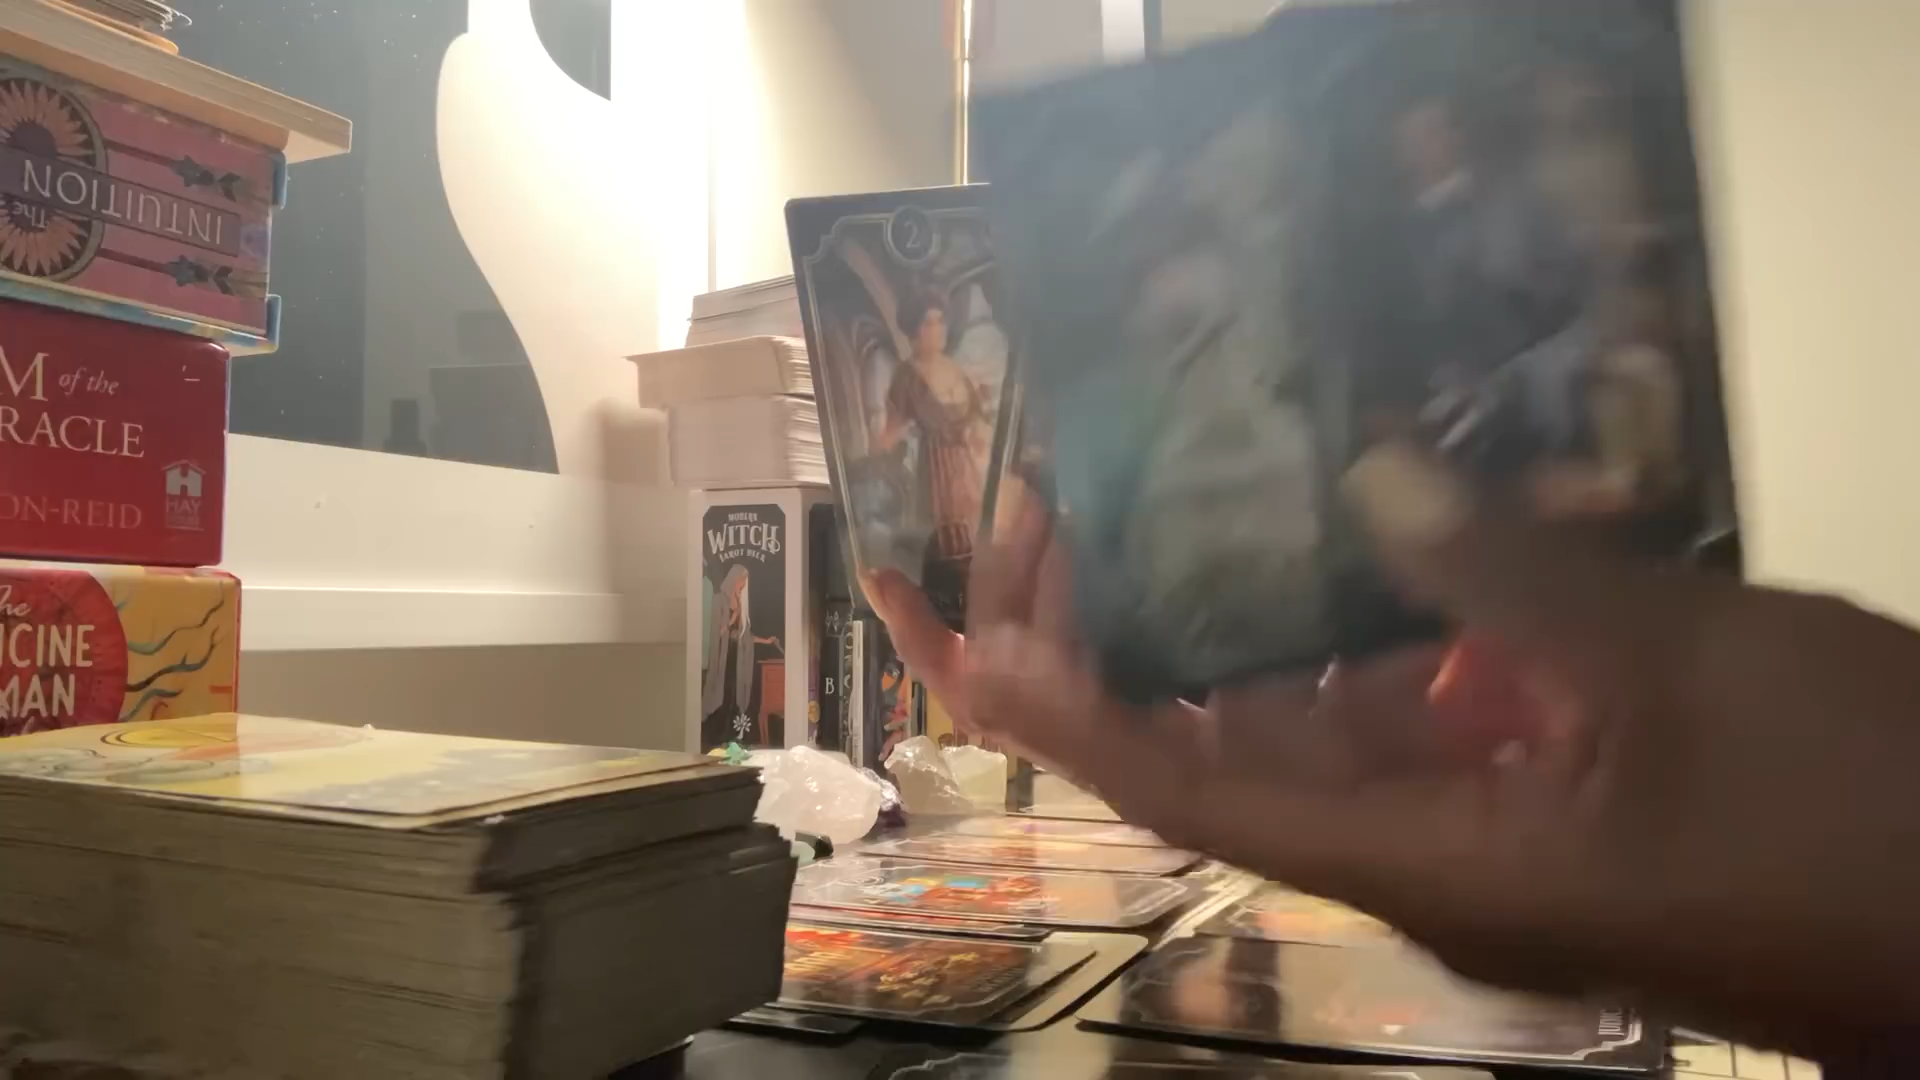 The
INTUITION
M of the
RACLE
ON-REID
HAY
The
ICINE
MAN
2
MODERN
WITCH
TAROT DECK
B